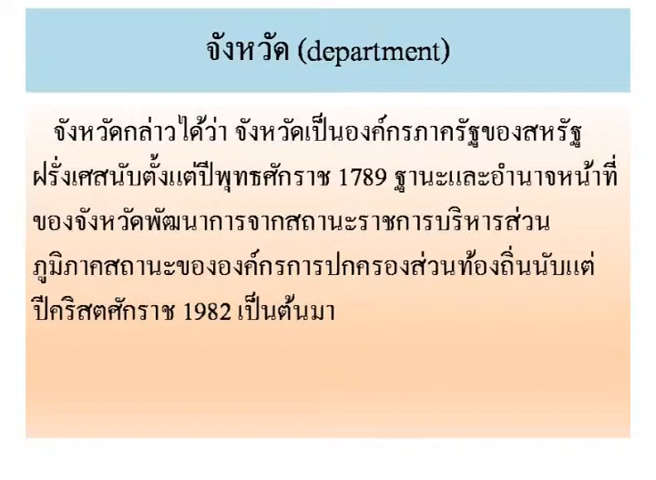 จังหวัด (department)
จังหวัดกล่าวได้ว่า จังหวัดเป็นองค์กรภาครัฐของสหรัฐ
ฝรั่งเศสนับตั้งแต่ปีพุทธศักราช 1789 ฐานะและอำนาจหน้าที่
ของจังหวัดพัฒนาการจากสถานะราชการบริหารส่วน
ภูมิภาคสถานะขององค์กรการปกครองส่วนท้องถิ่นนับแต่
ปีคริสตศักราช 1982 เป็นต้นมา